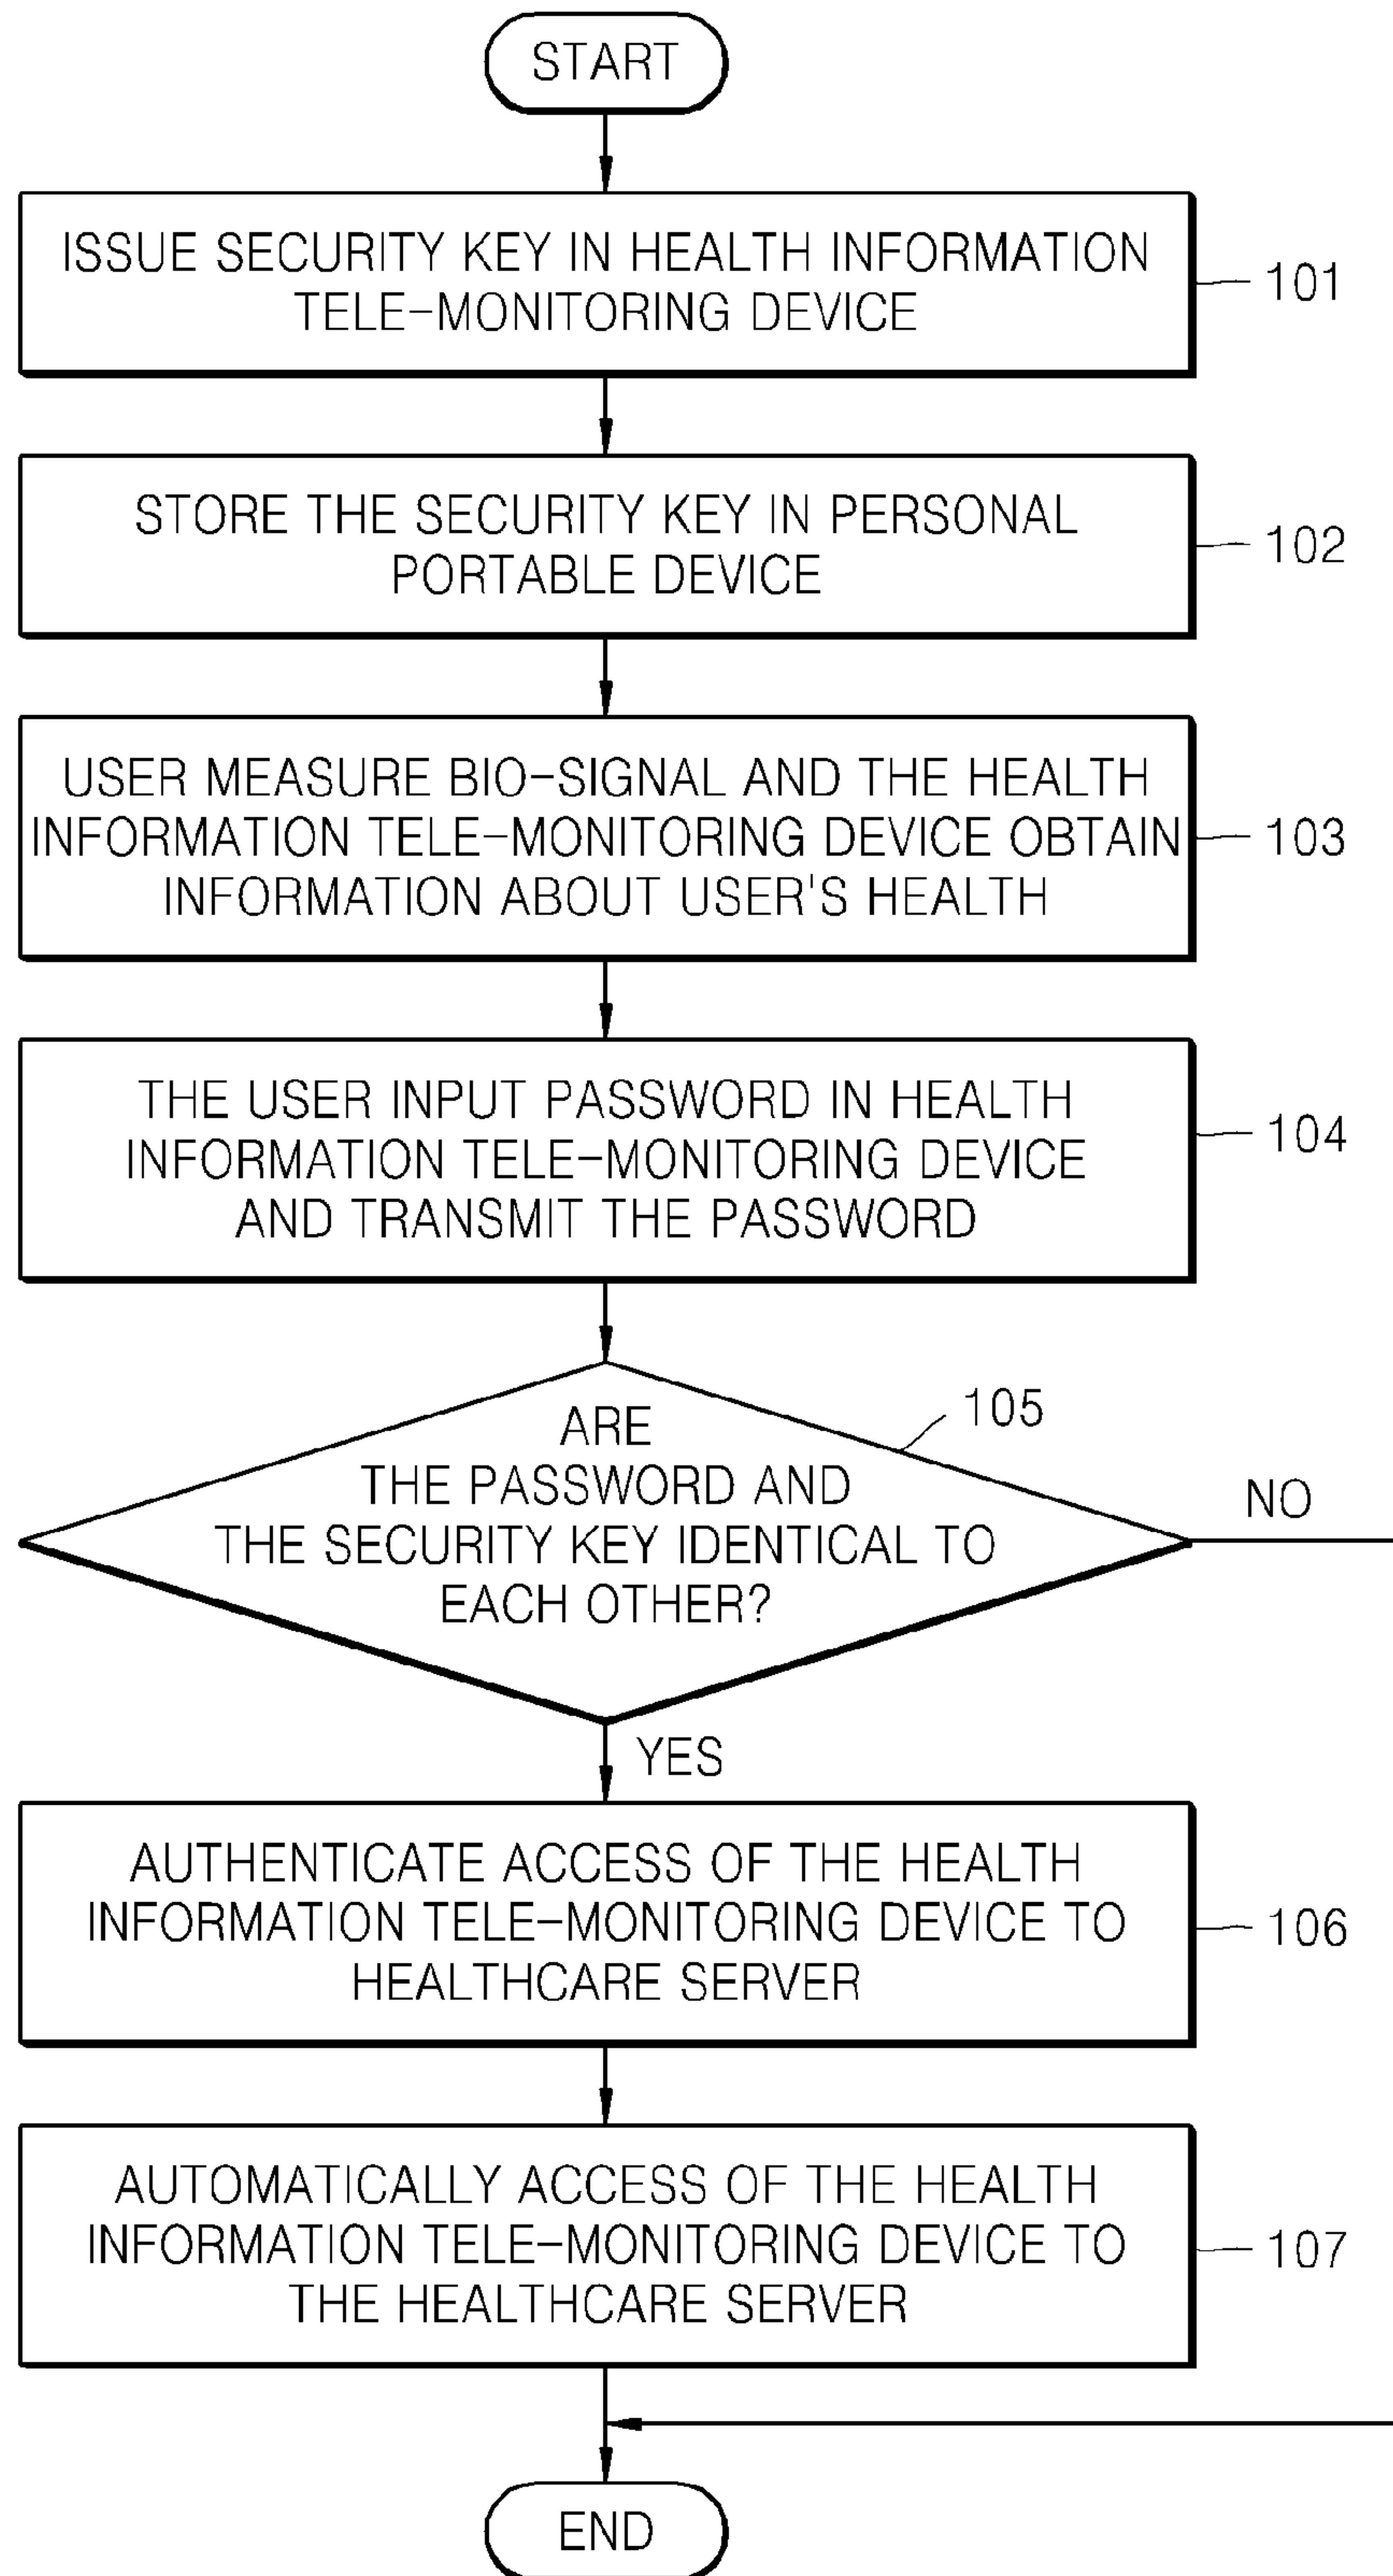 START
ISSUE SECURITY KEY IN HEALTH INFORMATION
TELE-MONITORING DEVICE
101
STORE THE SECURITY KEY IN PERSONAL
PORTABLE DEVICE
102
USER MEASURE BIO-SIGNAL AND THE HEALTH
INFORMATION TELE-MONITORING DEVICE OBTAIN
INFORMATION ABOUT USER'S HEALTH
103
THE USER INPUT PASSWORD IN HEALTH
INFORMATION TELE-MONITORING DEVICE
AND TRANSMIT THE PASSWORD
104
ARE
THE PASSWORD AND
THE SECURITY KEY IDENTICAL TO
EACH OTHER?
105
NO
YES
AUTHENTICATE ACCESS OF THE HEALTH
INFORMATION TELE-MONITORING DEVICE TO
HEALTHCARE SERVER
106
AUTOMATICALLY ACCESS OF THE HEALTH
INFORMATION TELE-MONITORING DEVICE TO
THE HEALTHCARE SERVER
107
END